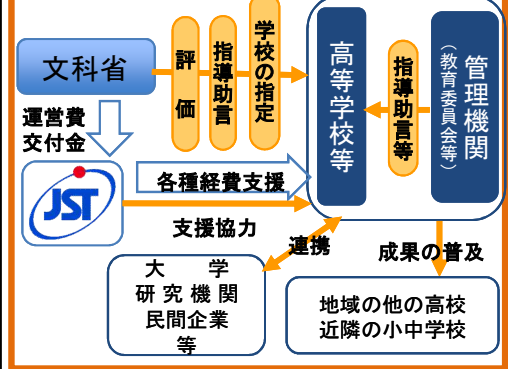 文科省
評価
指導助言
学校の指定
高等学校等
指導助言等
管理機関
（教育委員会等）
運営費
交付金
JST
各種経費支援
支援協力
連携
成果の普及
大　学
研究機関
民間企業
等
地域の他の高校
近隣の小中学校